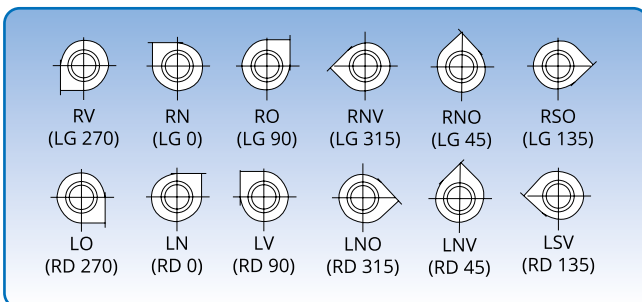 RV RN RO RNV RNO RSO
(LG 270) (LG 0) (LG 90) (LG 315) (LG 45) (LG 135)
LO LN LV LNO LNV LSV
(RD 270) (RD 0) (RD 90) (RD 315) (RD 45) (RD 135)